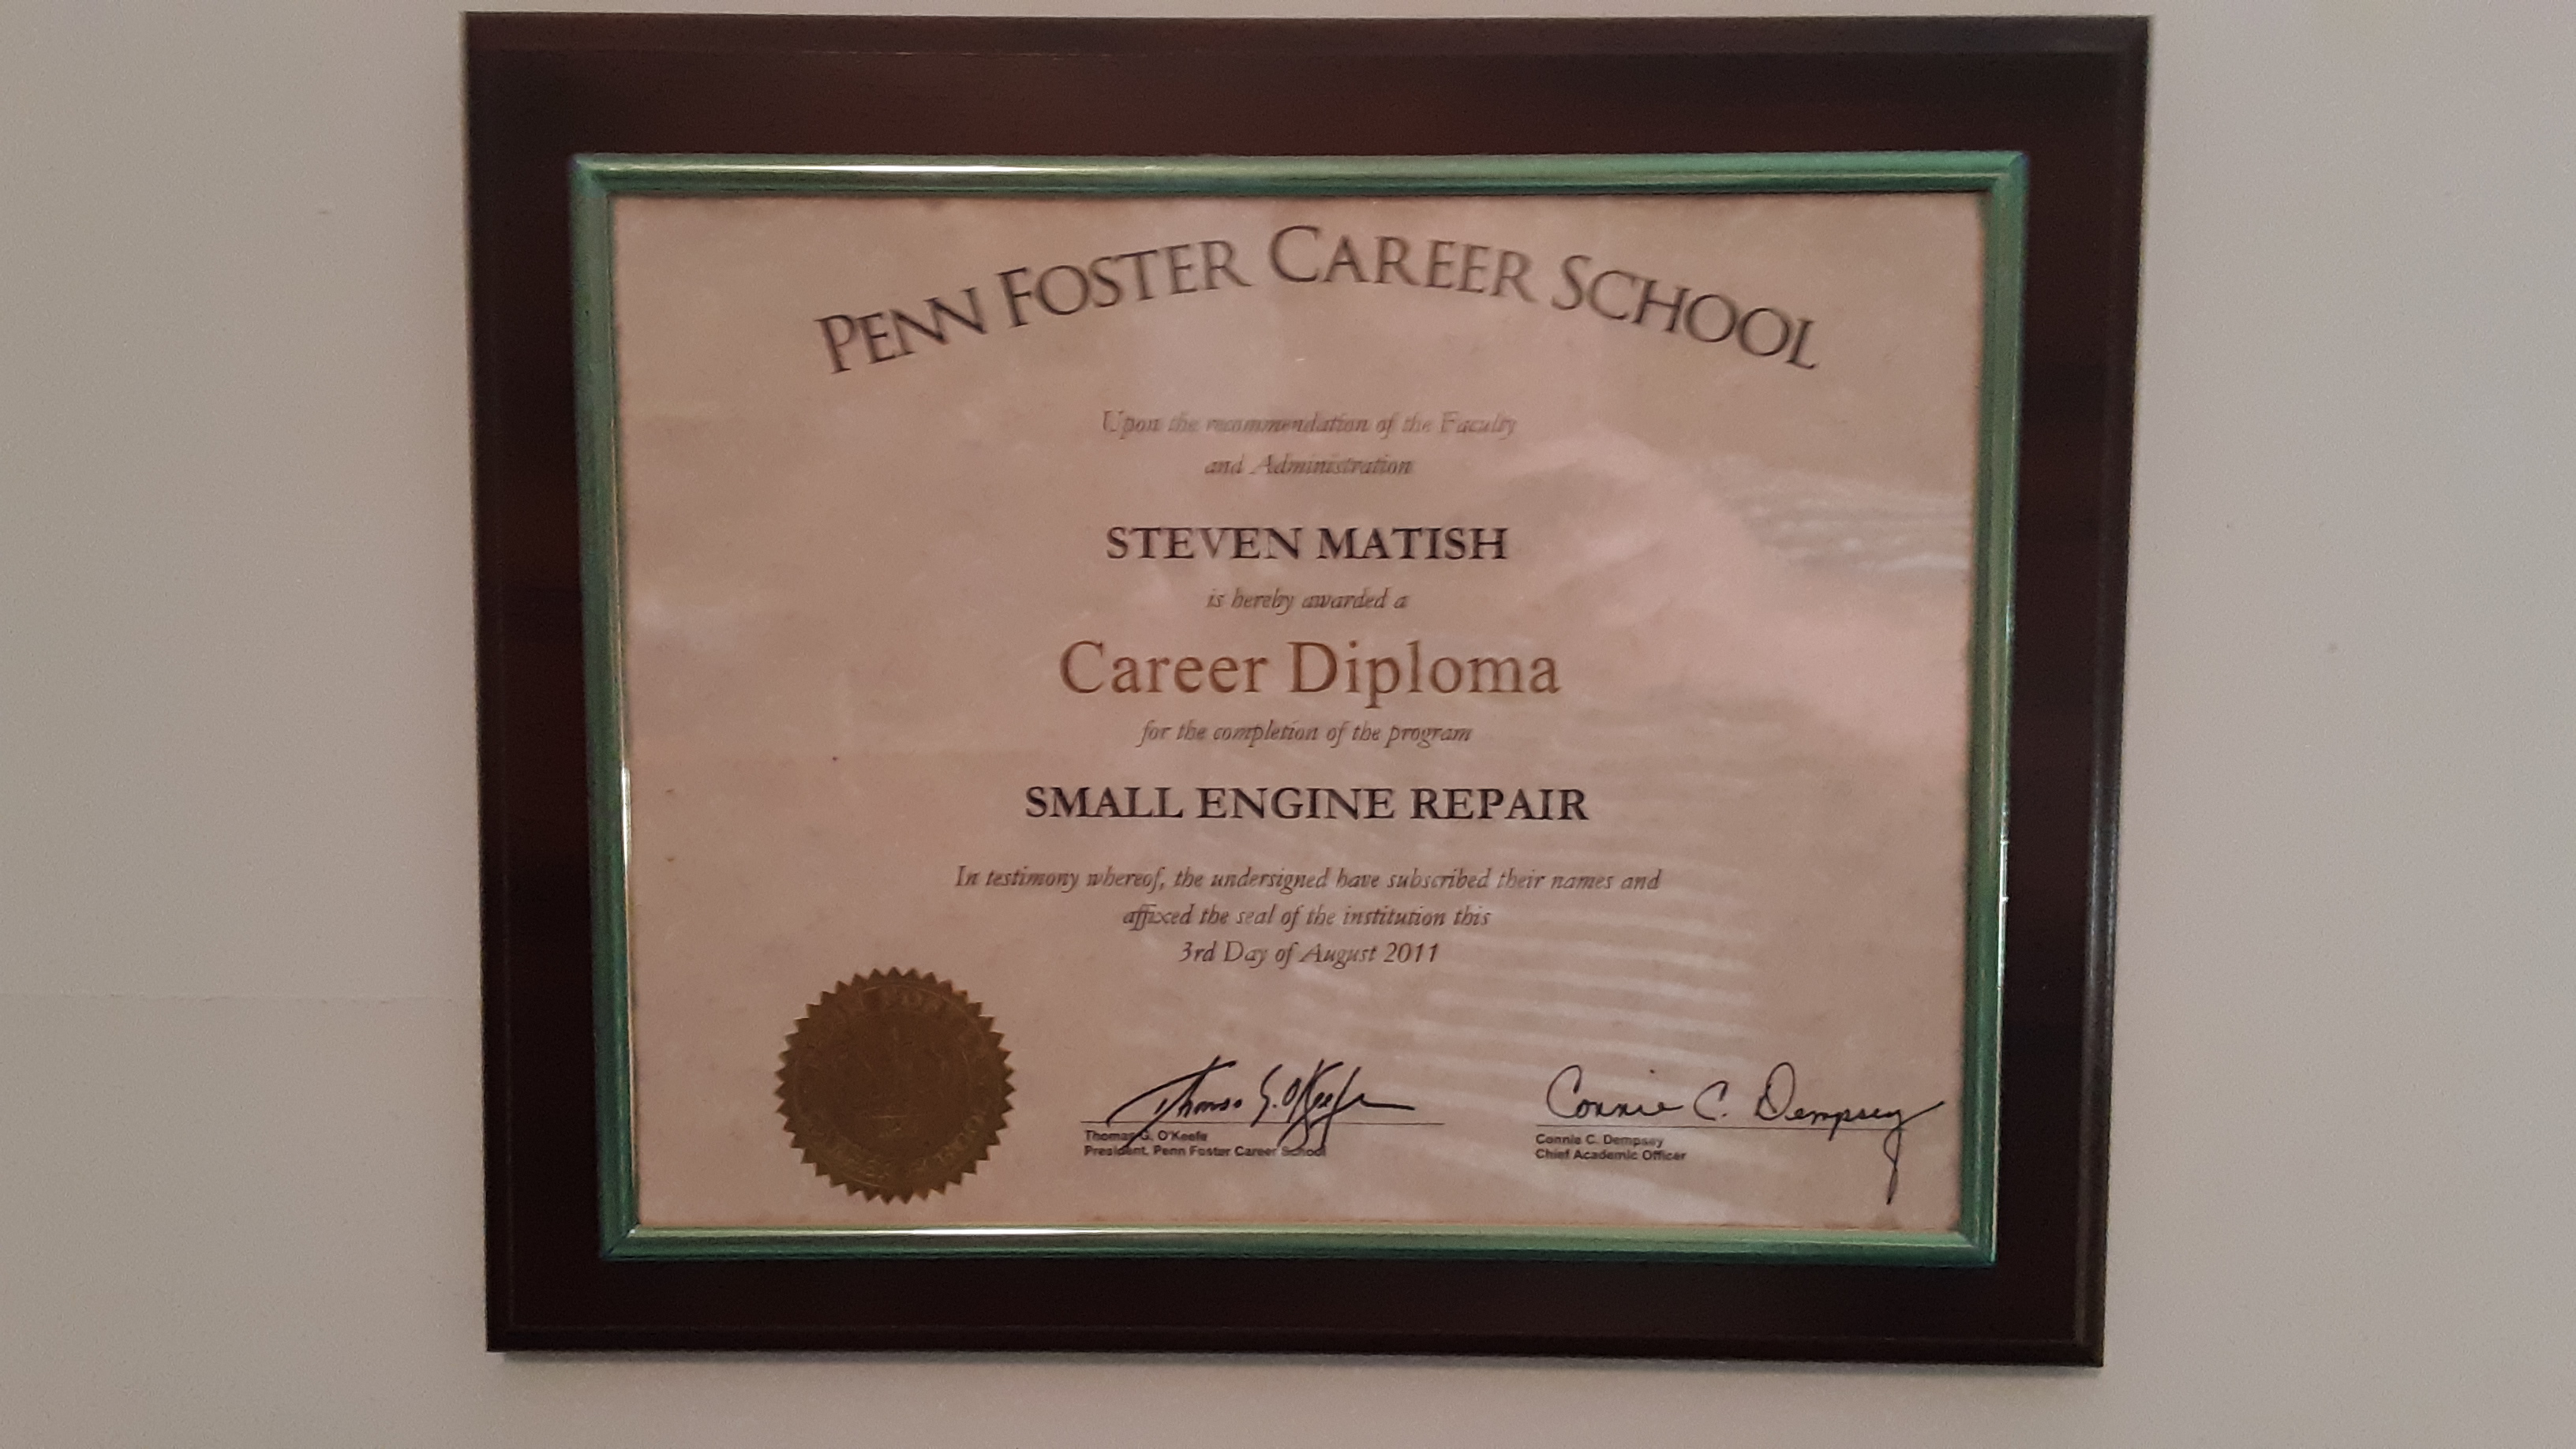 PENN FOSTER CAREER SCHOOL
Upon the recommendation of the Faculty
and Administration
STEVEN MATISH
is hereby awarded a
Career Diploma
for the completion of the program
SMALL ENGINE REPAIR
In testimony whereof, the undersigned have subscribed their names and
affixed the seal of the institution this
3rd Day of August 2011
Thomas G. O'Keefe
Connie C. Dempsey
Thomas G. O'Keefe
President, Penn Foster Career School
Connie C. Dempsey
Chief Academic Officer